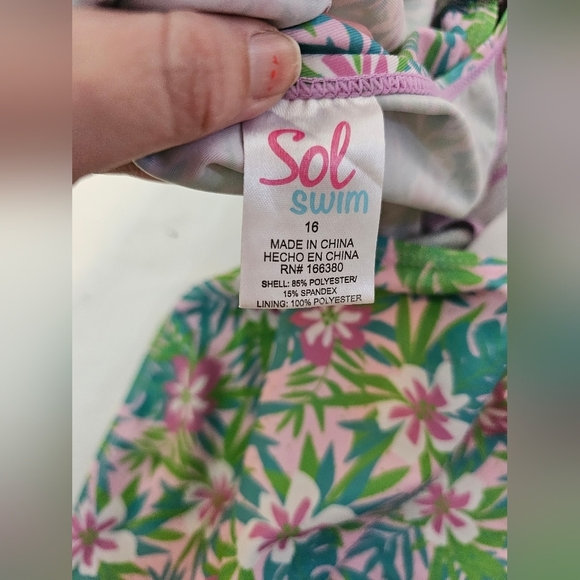 Sol
SWIM
16
MADE IN CHINA
HECHO EN CHINA
RN# 166380
SHELL: 85% POLYESTER/
15% SPANDEX
LINING: 100% POLYESTER